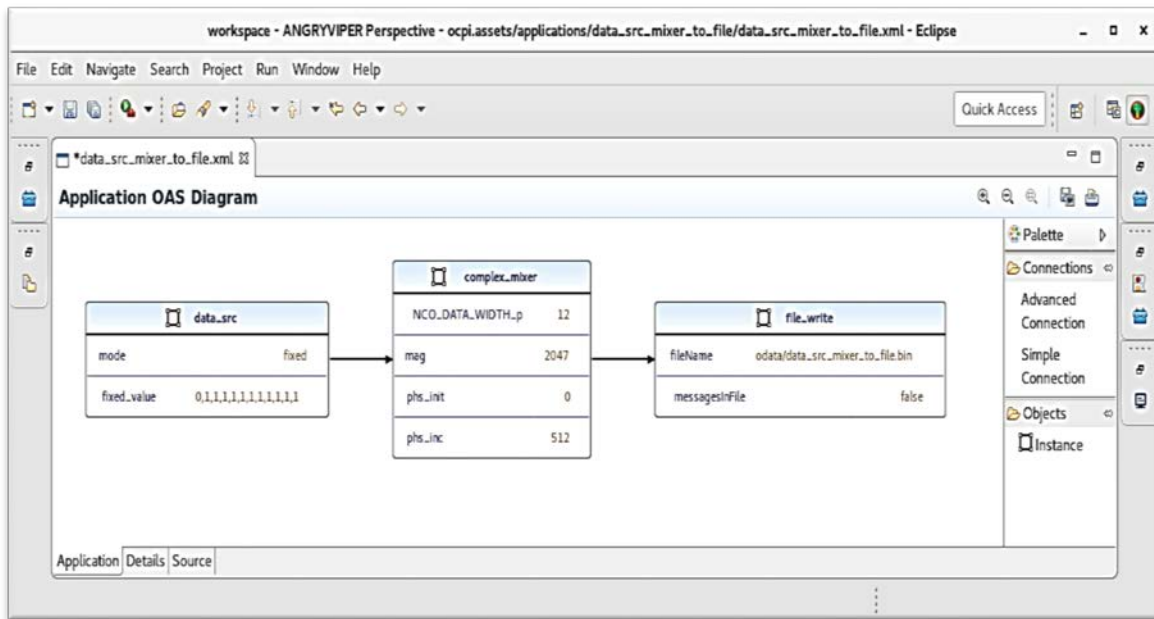 workspace - ANGRYVIPER Perspective - ocpi.assets/applications/data_src_mixer_to_file/data_src_mixer_to_file.xml - Eclipse
File Edit Navigate Search Project Run Window Help
Quick Access
*data_src_mixer_to_file.xml
Application OAS Diagram
data_src
mode fixed
fixed_value 0,1,1,1,1,1,1,1,1,1,1,1
complex_mixer
NCO_DATA_WIDTH_p 12
mag 2047
phs_init 0
phs_inc 512
file_write
fileName odata/data_src_mixer_to_file.bin
messagesInFile false
Palette
Connections
Advanced
Connection
Simple
Connection
Objects
Instance
Application Details Source